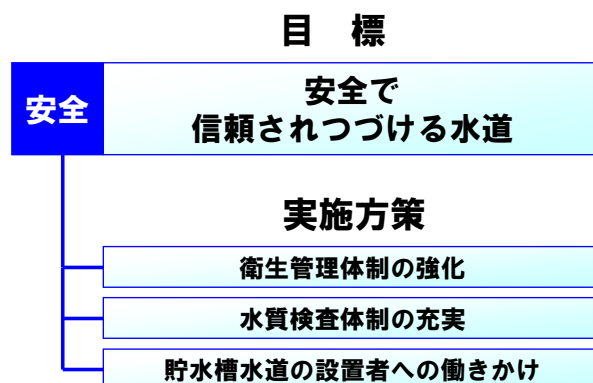 目 標
安全
安全で
信頼されつづける水道
実施方策
衛生管理体制の強化
水質検査体制の充実
貯水槽水道の設置者への働きかけ